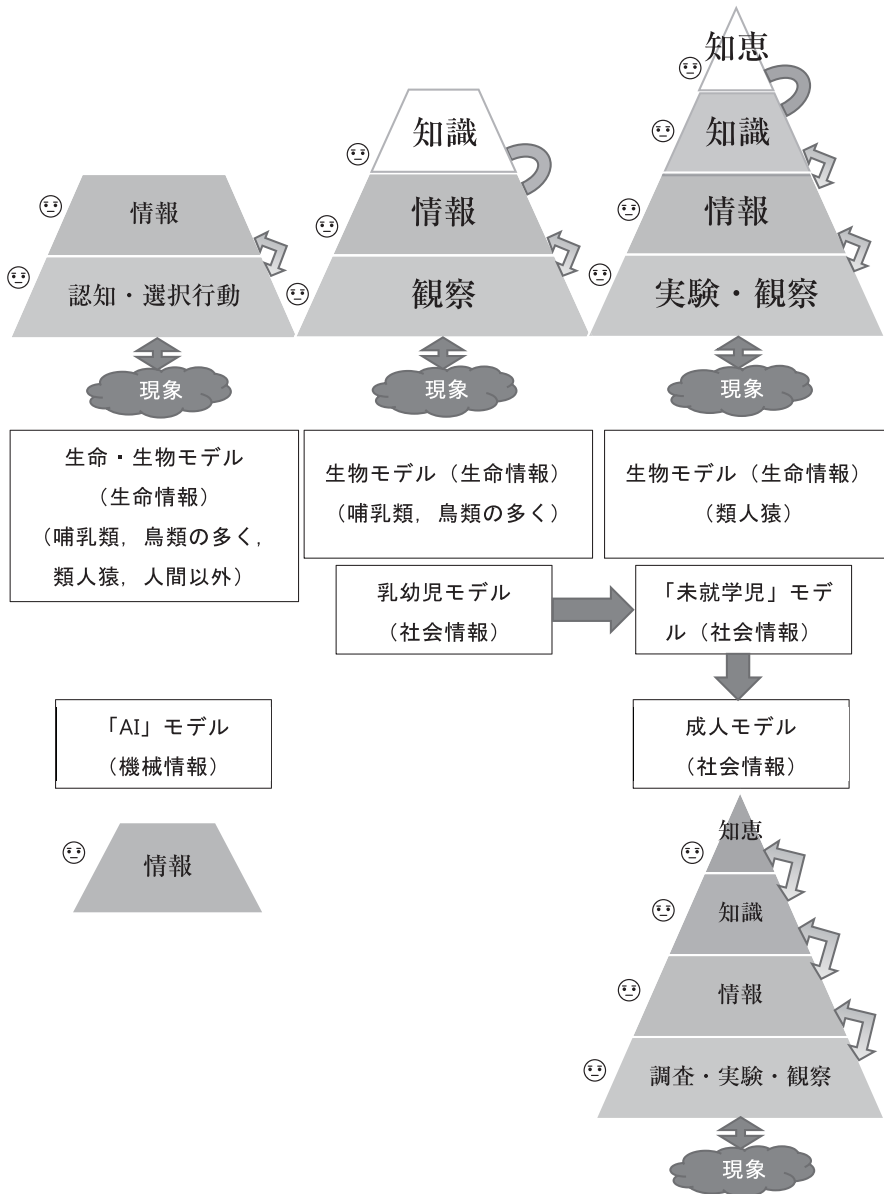 情報
認知・選択行動
現象
知識
情報
観察
現象
知恵
知識
情報
実験・観察
現象
生命・生物モデル
（生命情報）
（哺乳類，鳥類の多く，
類人猿，人間以外）
生物モデル（生命情報）
（哺乳類，鳥類の多く）
生物モデル（生命情報）
（類人猿）
乳幼児モデル
（社会情報）
「未就学児」モデ
ル（社会情報）
「AI」モデル
（機械情報）
成人モデル
（社会情報）
情報
知恵
知識
情報
調査・実験・観察
現象